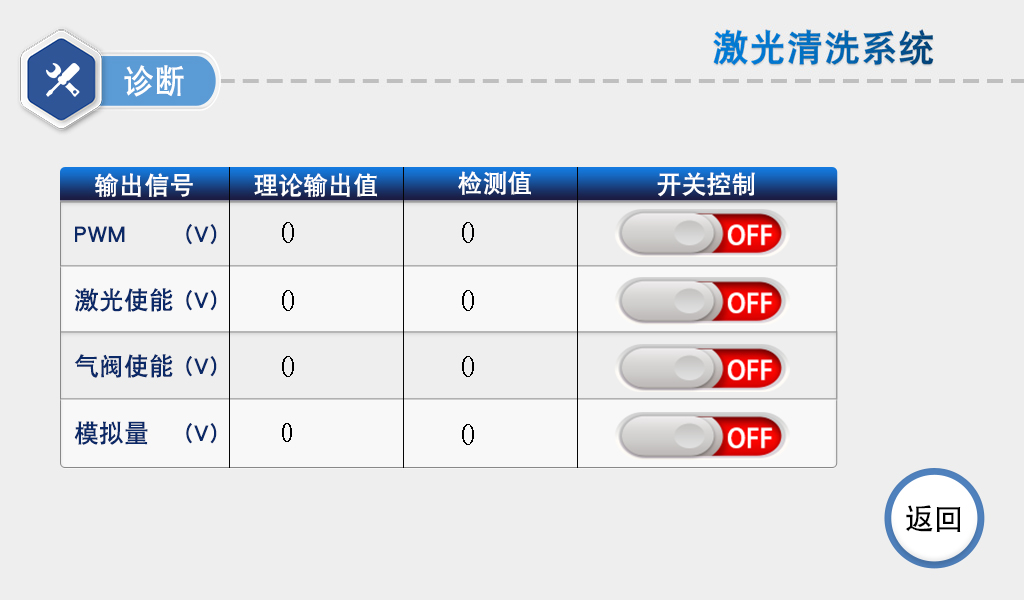 激光清洗系统
诊断
输出信号 理论输出值 检测值 开关控制
PWM (V) 0 0 OFF
激光使能 (V) 0 0 OFF
气阀使能 (V) 0 0 OFF
模拟量 (V) 0 0 OFF
返回